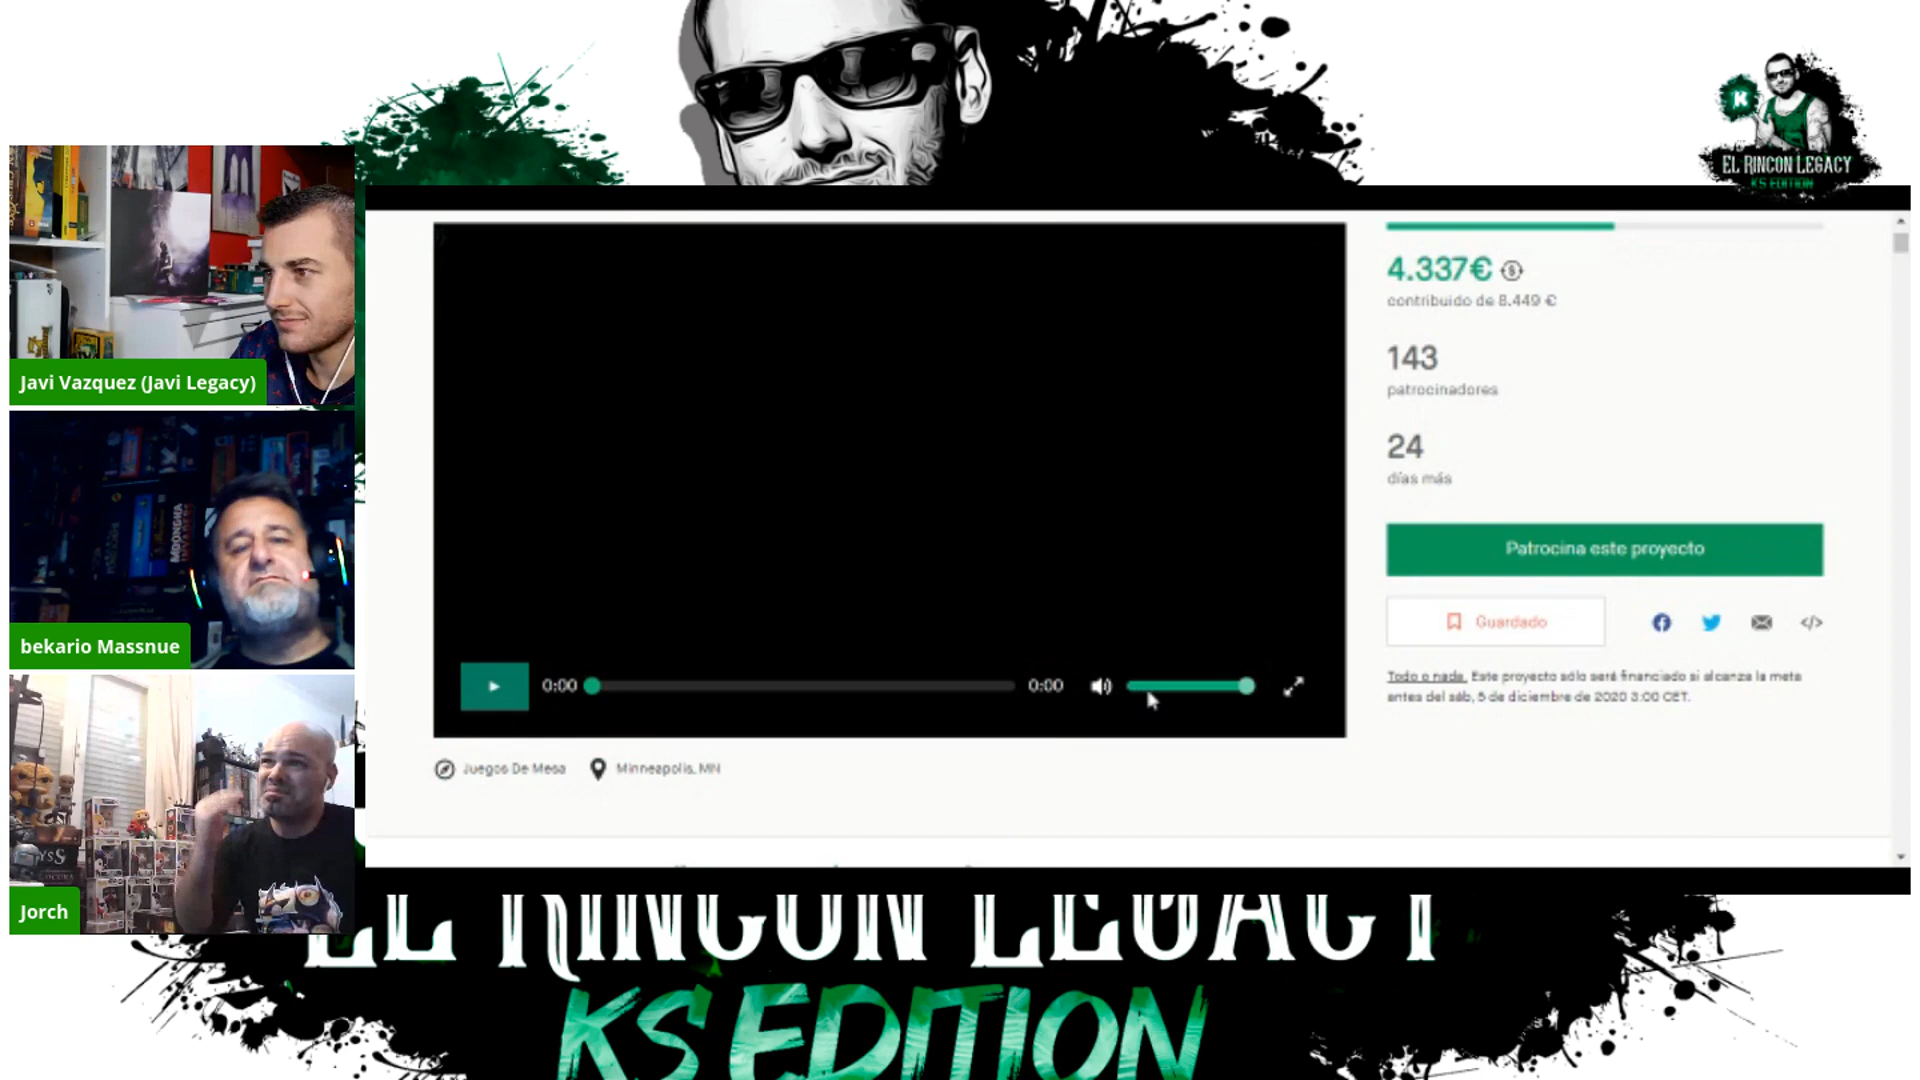 EL RINCON LEGACY
KS EDITION
Javi Vazquez (Javi Legacy)
bekario Massnue
Jorch
4.337€
contribuido de 8.449 €
143
patrocinadores
24
días más
Patrocina este proyecto
Guardado
Todo o nada. Este proyecto sólo será financiado si alcanza la meta
antes del sáb, 5 de diciembre de 2020 3:00 CET.
0:00
0:00
Juegos De Mesa
Minneapolis, MN
EL RINCON LEGACY
KS EDITION